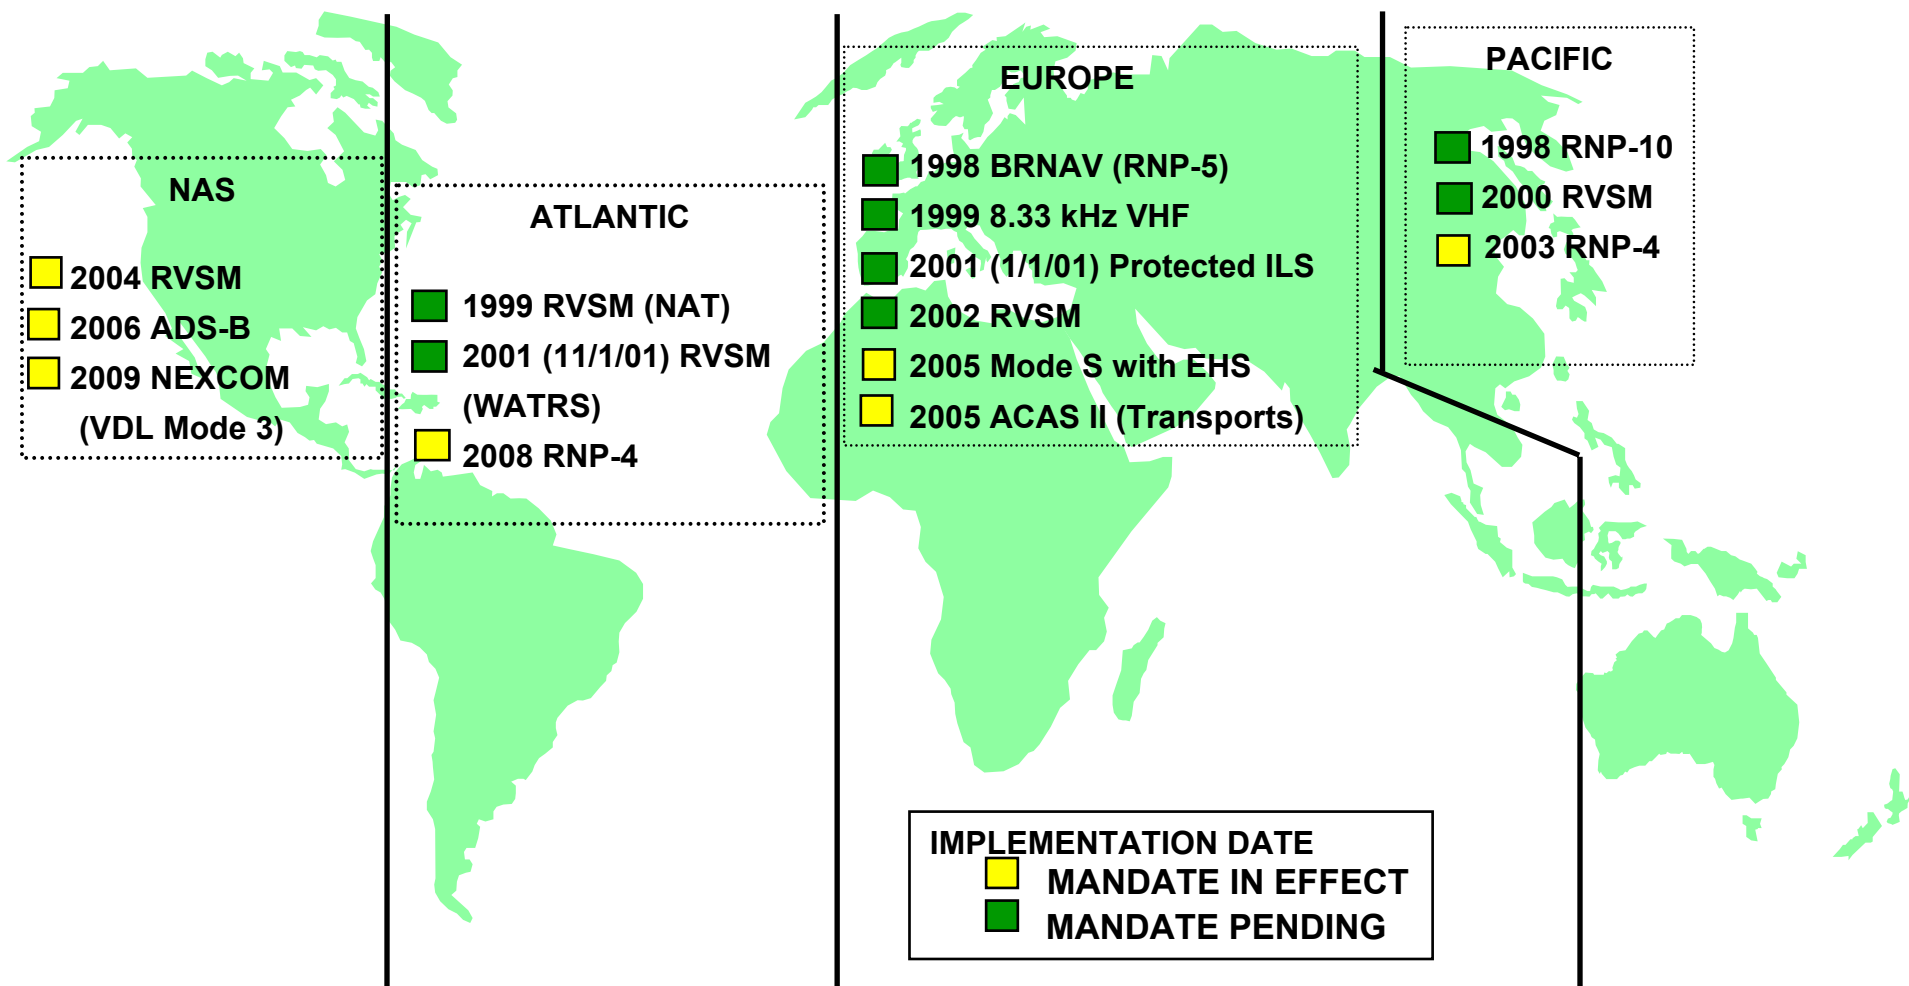 NAS
2004 RVSM
2006 ADS-B
2009 NEXCOM
(VDL Mode 3)
ATLANTIC
1999 RVSM (NAT)
2001 (11/1/01) RVSM
(WATRS)
2008 RNP-4
EUROPE
1998 BRNAV (RNP-5)
1999 8.33 kHz VHF
2001 (1/1/01) Protected ILS
2002 RVSM
2005 Mode S with EHS
2005 ACAS II (Transports)
PACIFIC
1998 RNP-10
2000 RVSM
2003 RNP-4
IMPLEMENTATION DATE
MANDATE IN EFFECT
MANDATE PENDING